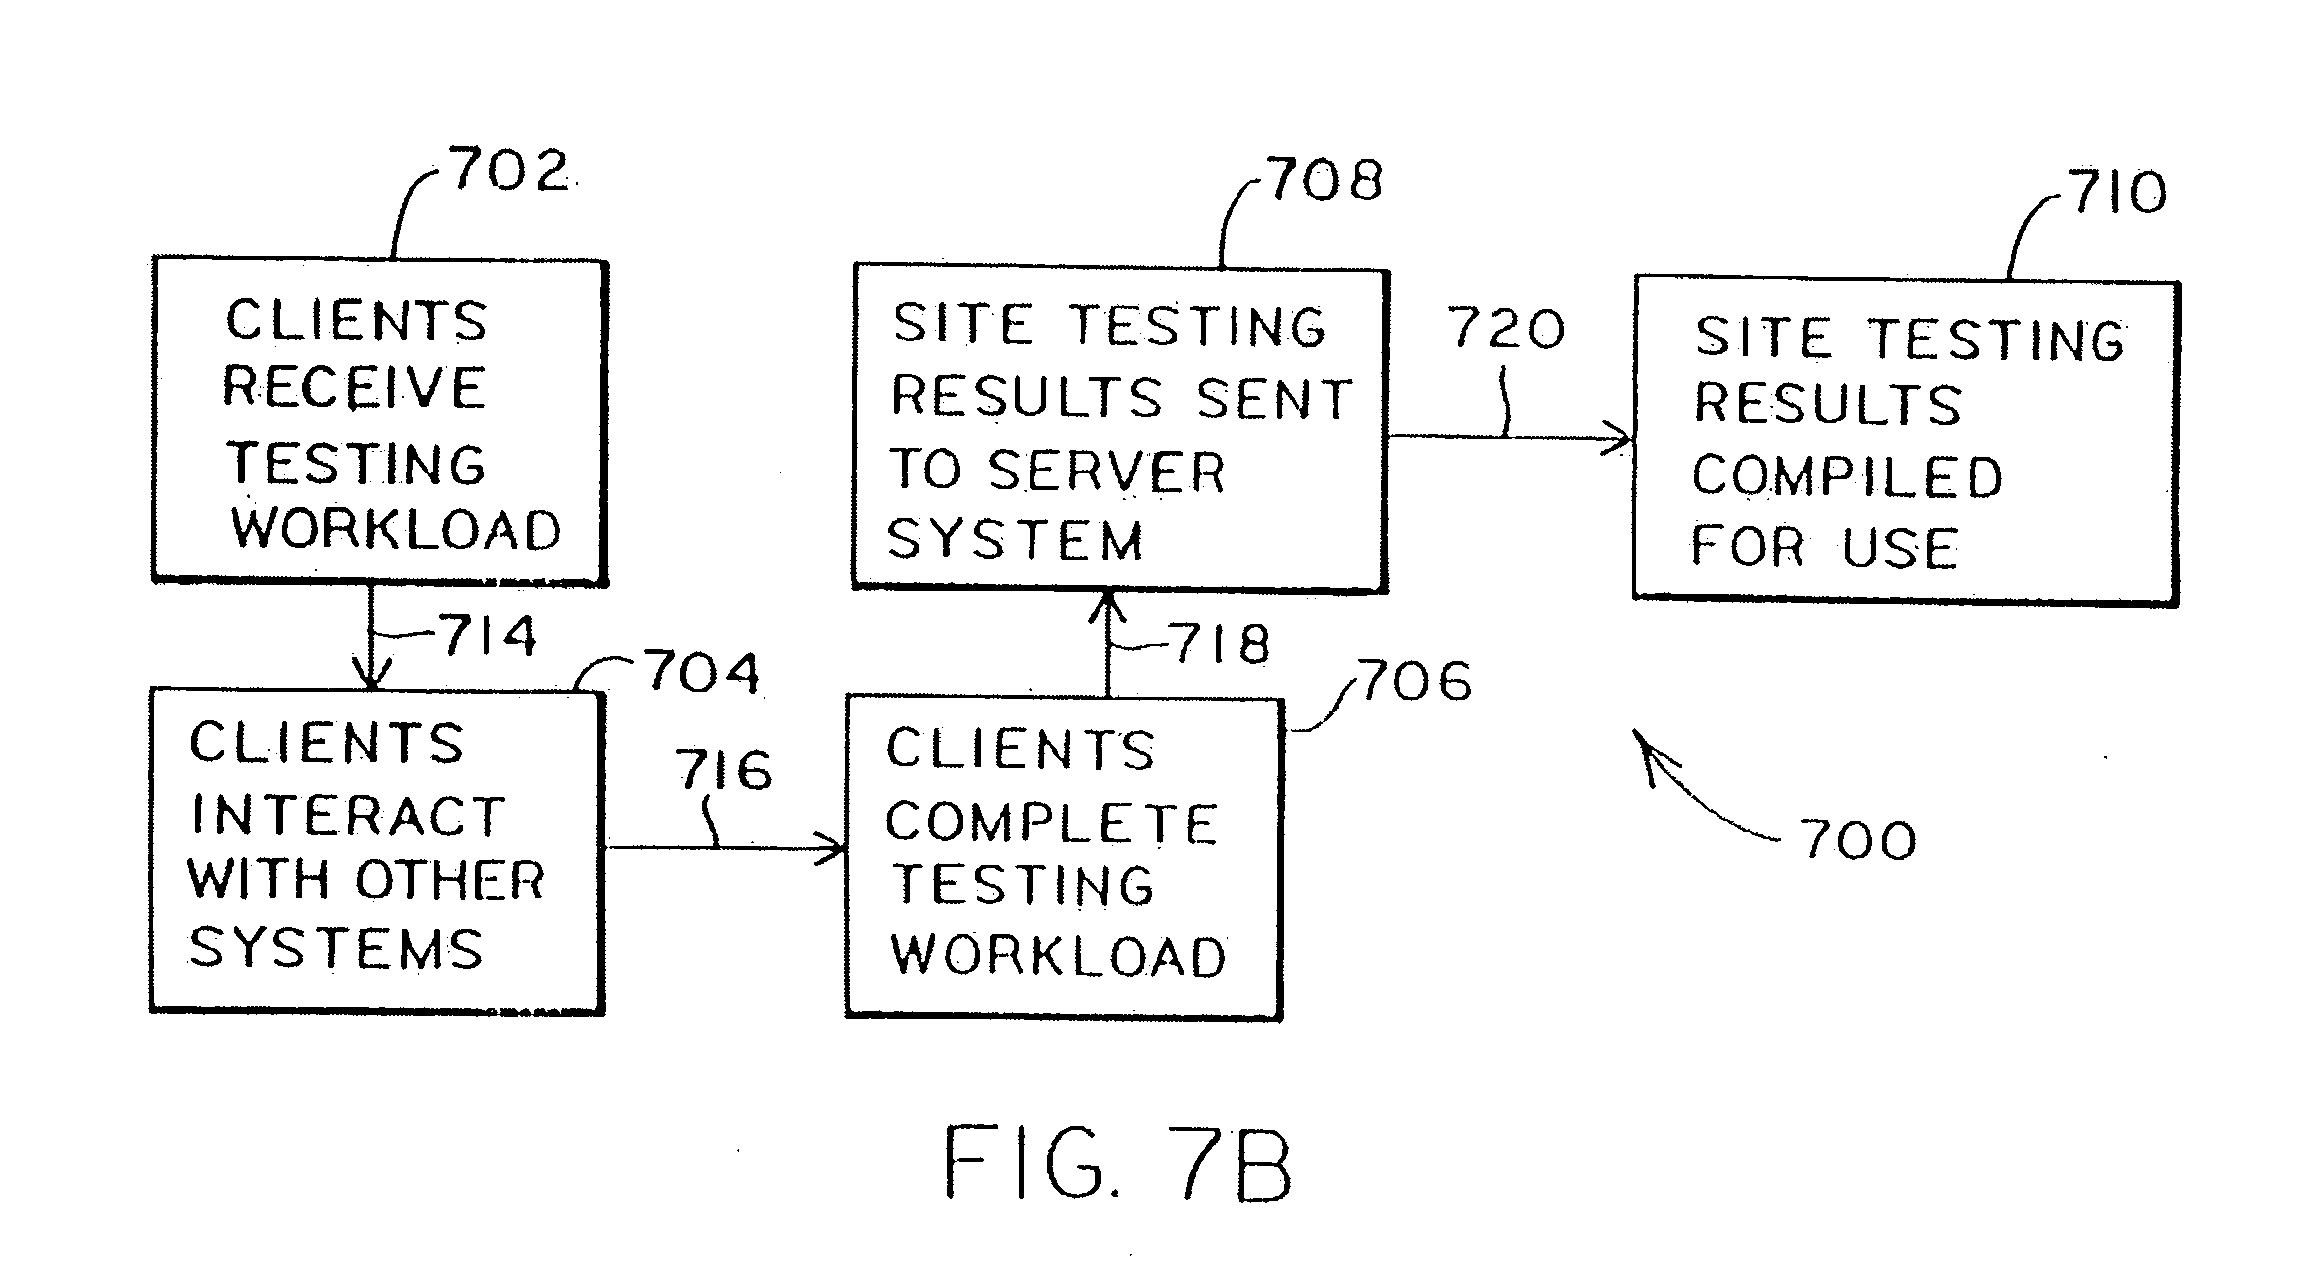 702
CLIENTS
RECEIVE
TESTING
WORKLOAD
714
704
CLIENTS
INTERACT
WITH OTHER
SYSTEMS
716
706
CLIENTS
COMPLETE
TESTING
WORKLOAD
718
708
SITE TESTING
RESULTS SENT
TO SERVER
SYSTEM
720
710
SITE TESTING
RESULTS
COMPILED
FOR USE
700
FIG. 7B